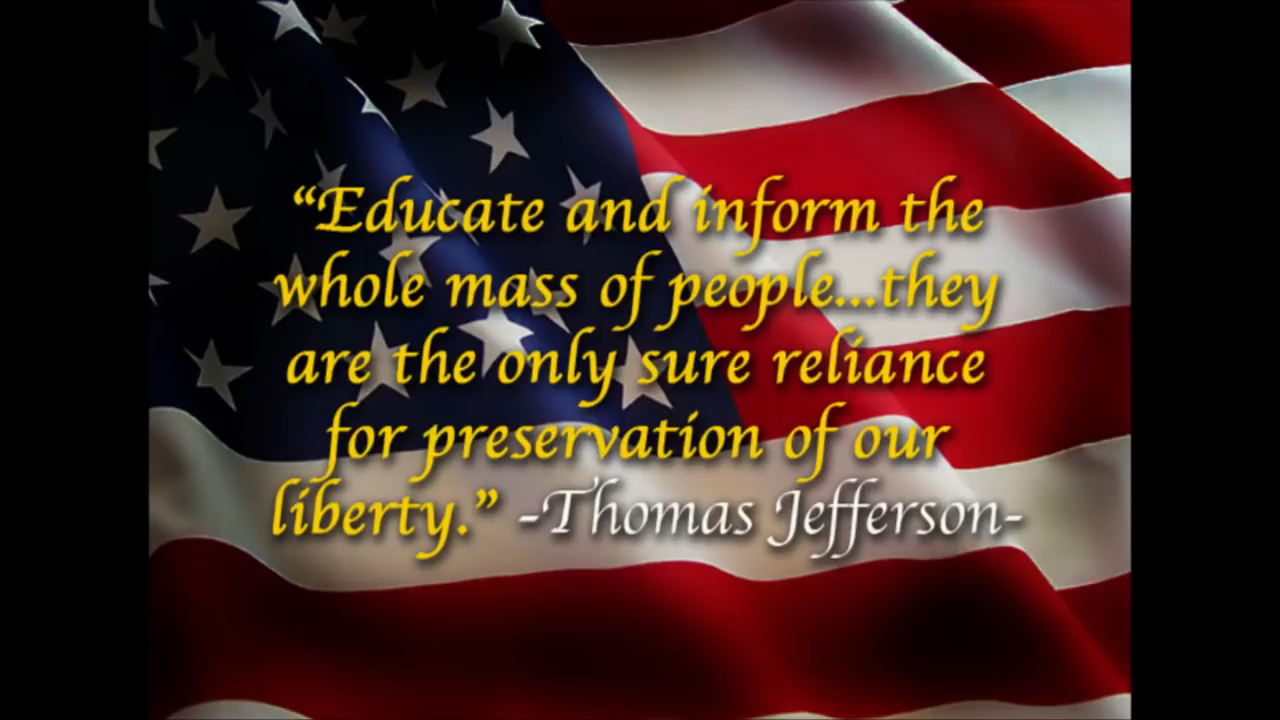 “Educate and inform the
whole mass of people...they
are the only sure reliance
for preservation of our
liberty.” -Thomas Jefferson-